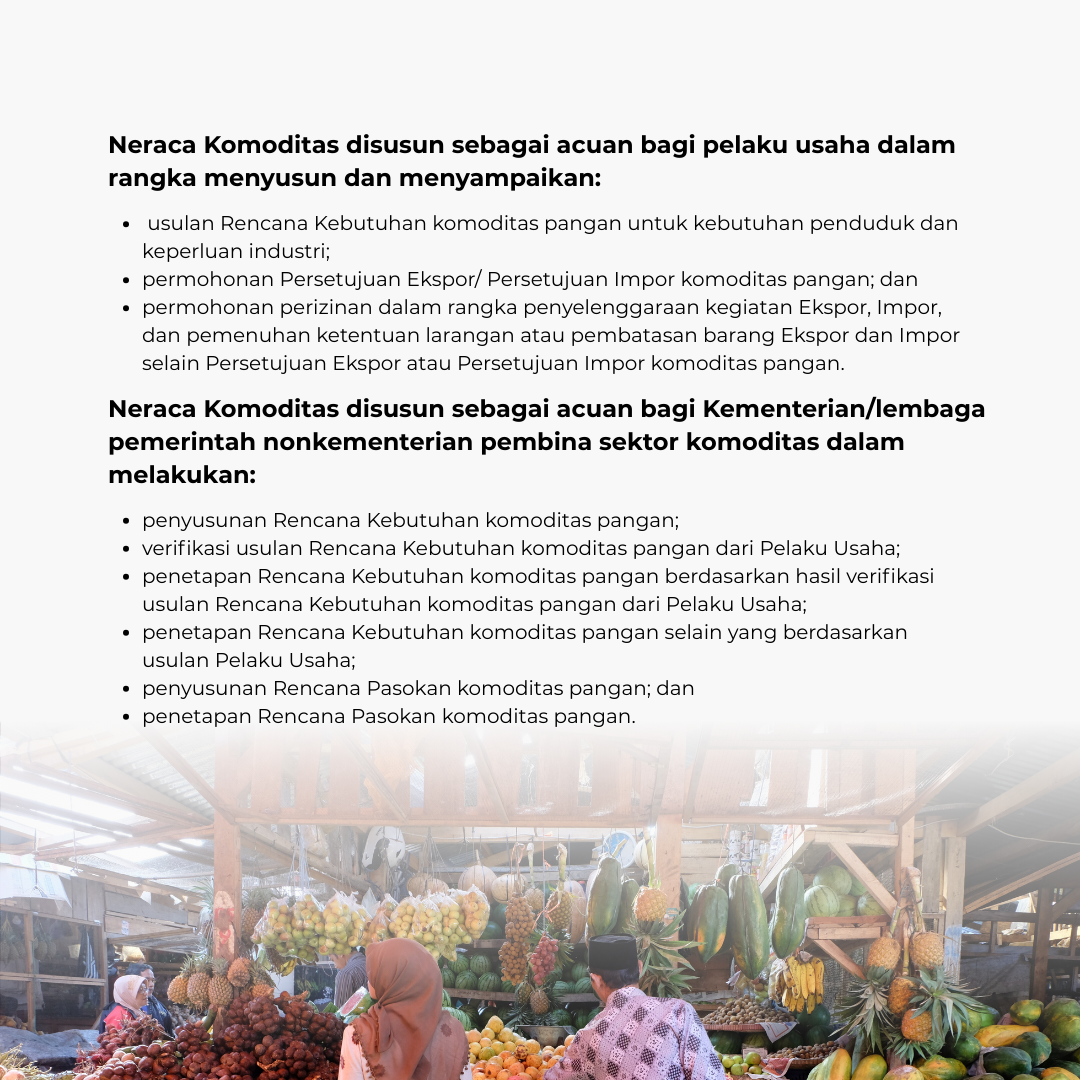 Neraca Komoditas disusun sebagai acuan bagi pelaku usaha dalam
rangka menyusun dan menyampaikan:
• usulan Rencana Kebutuhan komoditas pangan untuk kebutuhan penduduk dan
keperluan industri;
• permohonan Persetujuan Ekspor/ Persetujuan Impor komoditas pangan; dan
• permohonan perizinan dalam rangka penyelenggaraan kegiatan Ekspor, Impor,
dan pemenuhan ketentuan larangan atau pembatasan barang Ekspor dan Impor
selain Persetujuan Ekspor atau Persetujuan Impor komoditas pangan.
Neraca Komoditas disusun sebagai acuan bagi Kementerian/lembaga
pemerintah nonkementerian pembina sektor komoditas dalam
melakukan:
• penyusunan Rencana Kebutuhan komoditas pangan;
• verifikasi usulan Rencana Kebutuhan komoditas pangan dari Pelaku Usaha;
• penetapan Rencana Kebutuhan komoditas pangan berdasarkan hasil verifikasi
usulan Rencana Kebutuhan komoditas pangan dari Pelaku Usaha;
• penetapan Rencana Kebutuhan komoditas pangan selain yang berdasarkan
usulan Pelaku Usaha;
• penyusunan Rencana Pasokan komoditas pangan; dan
• penetapan Rencana Pasokan komoditas pangan.